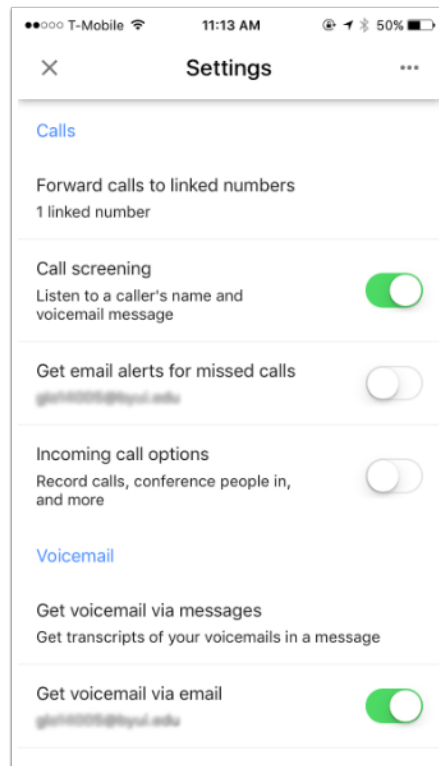 T-Mobile 11:13 AM 50%
Settings
Calls
Forward calls to linked numbers
1 linked number
Call screening
Listen to a caller's name and
voicemail message
Get email alerts for missed calls
Incoming call options
Record calls, conference people in,
and more
Voicemail
Get voicemail via messages
Get transcripts of your voicemails in a message
Get voicemail via email